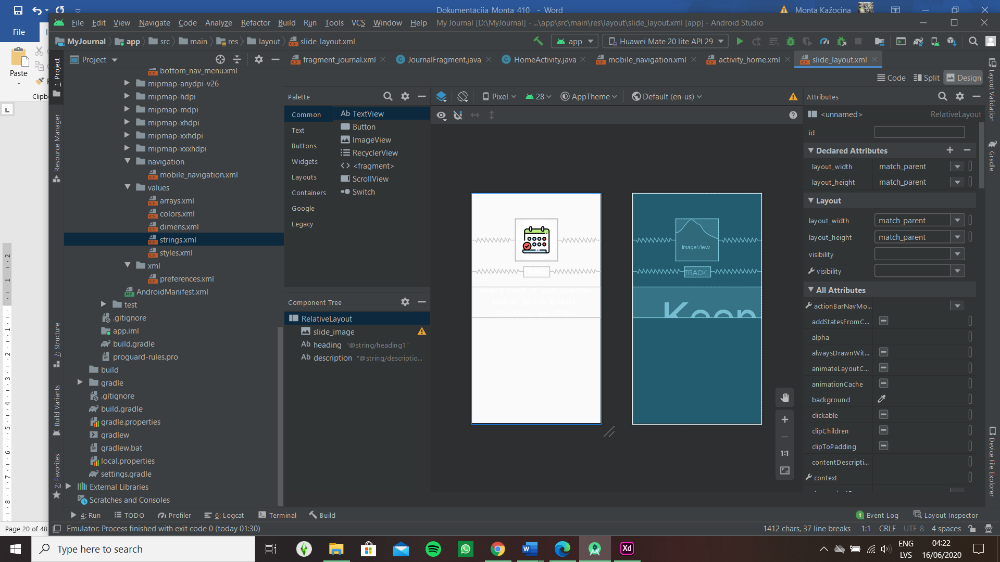 Dokumentācija Monta 410 - Word
Monta Kažocina
File
Paste
Clipb
Page 20 of 48
File Edit View Navigate Code Analyze Refactor Build Run Tools VCS Window Help My Journal [D:\MyJournal] - ...\app\src\main\res\layout\slide_layout.xml [app] - Android Studio
MyJournal app src main res layout slide_layout.xml
app Huawei Mate 20 lite API 29
1: Project
Resource Manager
7: Structure
Build Variants
2: Favorites
Project
bottom_nav_menu.xml
mipmap-anydpi-v26
mipmap-hdpi
mipmap-mdpi
mipmap-xhdpi
mipmap-xxhdpi
mipmap-xxxhdpi
navigation
mobile_navigation.xml
values
arrays.xml
colors.xml
dimens.xml
strings.xml
styles.xml
xml
preferences.xml
AndroidManifest.xml
test
.gitignore
app.iml
build.gradle
proguard-rules.pro
build
gradle
.gitignore
build.gradle
gradle.properties
gradlew
gradlew.bat
local.properties
settings.gradle
External Libraries
Scratches and Consoles
fragment_journal.xml JournalFragment.java HomeActivity.java mobile_navigation.xml activity_home.xml slide_layout.xml
Code Split Design
Palette
Common
Text
Buttons
Widgets
Layouts
Containers
Google
Legacy
Ab TextView
Button
ImageView
RecyclerView
<> <fragment>
ScrollView
Switch
Component Tree
RelativeLayout
slide_image
Ab heading "@string/heading1"
Ab description "@string/descriptio...
Pixel 28 AppTheme Default (en-us)
TRACK
ImageView
TRACK
Keep
1:1
Attributes
<unnamed> RelativeLayout
id
Declared Attributes
layout_width match_parent
layout_height match_parent
Layout
layout_width match_parent
layout_height match_parent
visibility
visibility
All Attributes
actionBarNavMo...
addStatesFromC...
alpha
alwaysDrawnWit...
animateLayoutC...
animationCache
background
clickable
clipChildren
clipToPadding
contentDescripti...
context
Layout Validation
Gradle
Device File Explorer
4: Run TODO Profiler 6: Logcat Terminal Build
1 Event Log Layout Inspector
Emulator: Process finished with exit code 0 (today 01:30)
1412 chars, 37 line breaks 1:1 CRLF UTF-8 4 spaces
Type here to search
Xd
ENG
LVS
04:22
16/06/2020